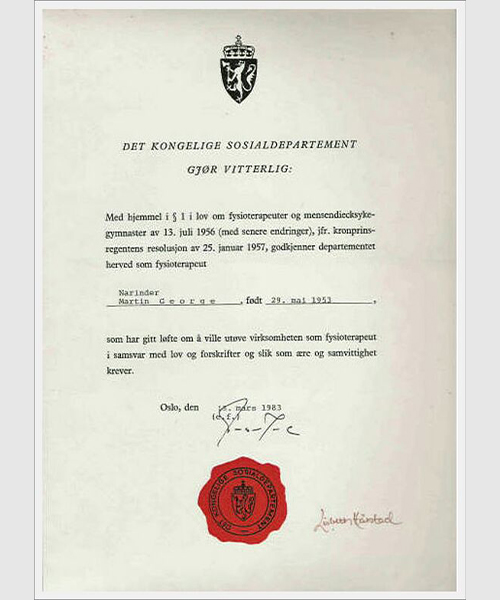 DET KONGELIGE SOSIALDEPARTEMENT
GJØR VITTERLIG:
Med hjemmel i § 1 i lov om fysioterapeuter og mensendiecksyke-
gymnaster av 13. juli 1956 (med senere endringer), jfr. kronprins-
regentens resolusjon av 25. januar 1957, godkjenner departementet
herved som fysioterapeut
Narinder
Martin George , født 29. mai 1953 ,
som har gitt løfte om å ville utøve virksomheten som fysioterapeut
i samsvar med lov og forskrifter og slik som ære og samvittighet
krever.
Oslo, den mars 1983
(e.f.)
DET KONGELIGE SOSIALDEPARTEMENT